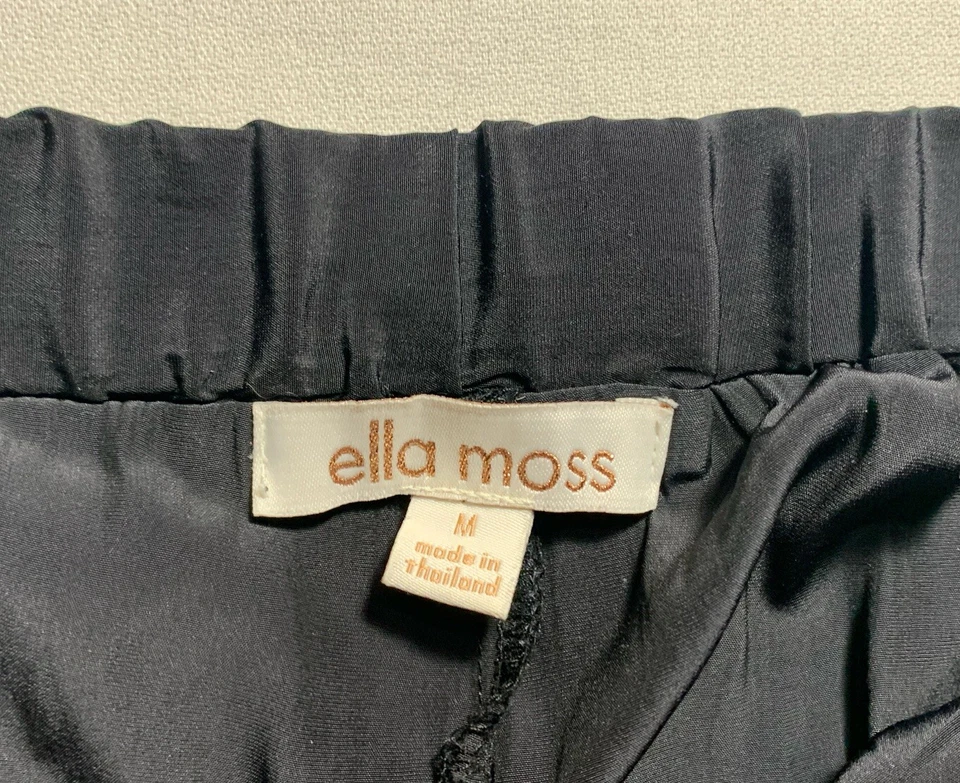 ella moss
M
made in
thailand